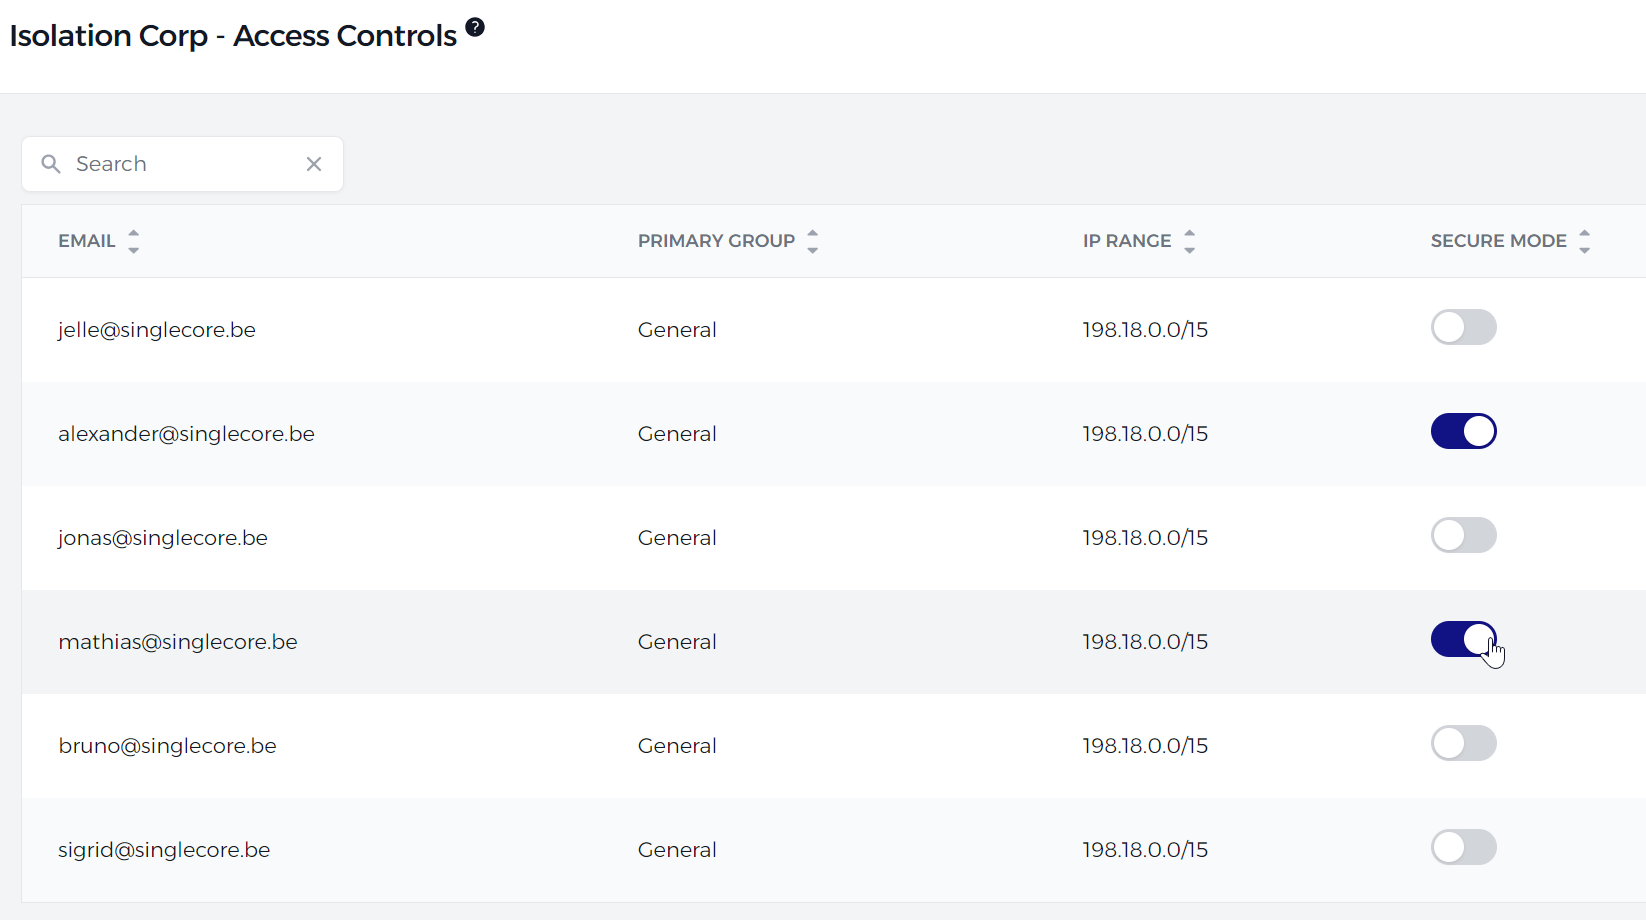 Isolation Corp - Access Controls ?
Search
EMAIL PRIMARY GROUP IP RANGE SECURE MODE
jelle@singlecore.be General 198.18.0.0/15
alexander@singlecore.be General 198.18.0.0/15
jonas@singlecore.be General 198.18.0.0/15
mathias@singlecore.be General 198.18.0.0/15
bruno@singlecore.be General 198.18.0.0/15
sigrid@singlecore.be General 198.18.0.0/15